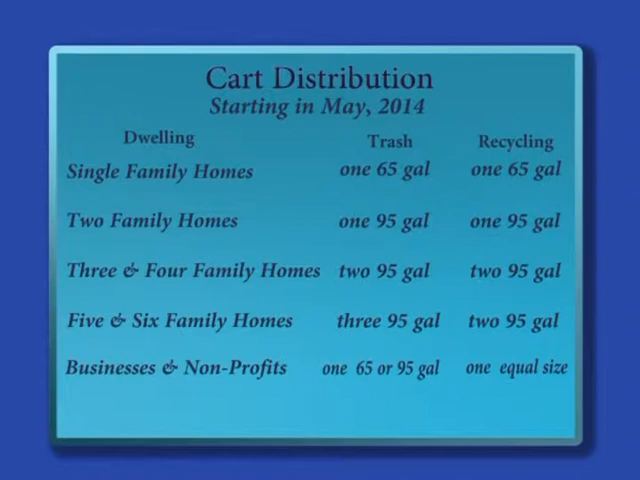 Cart Distribution
Starting in May, 2014
Dwelling Trash Recycling
Single Family Homes one 65 gal one 65 gal
Two Family Homes one 95 gal one 95 gal
Three & Four Family Homes two 95 gal two 95 gal
Five & Six Family Homes three 95 gal two 95 gal
Businesses & Non-Profits one 65 or 95 gal one equal size